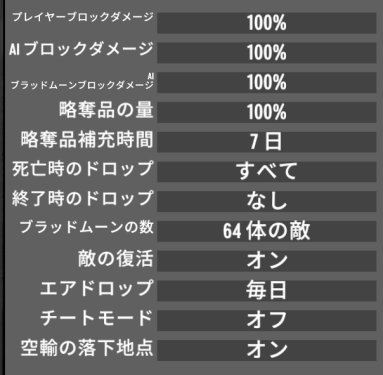 プレイヤーブロックダメージ 100%
AIブロックダメージ 100%
AI
ブラッドムーンブロックダメージ 100%
略奪品の量 100%
略奪品補充時間 7 日
死亡時のドロップ すべて
終了時のドロップ なし
ブラッドムーンの数 64 体の敵
敵の復活 オン
エアドロップ 毎日
チートモード オフ
空輸の落下地点 オン